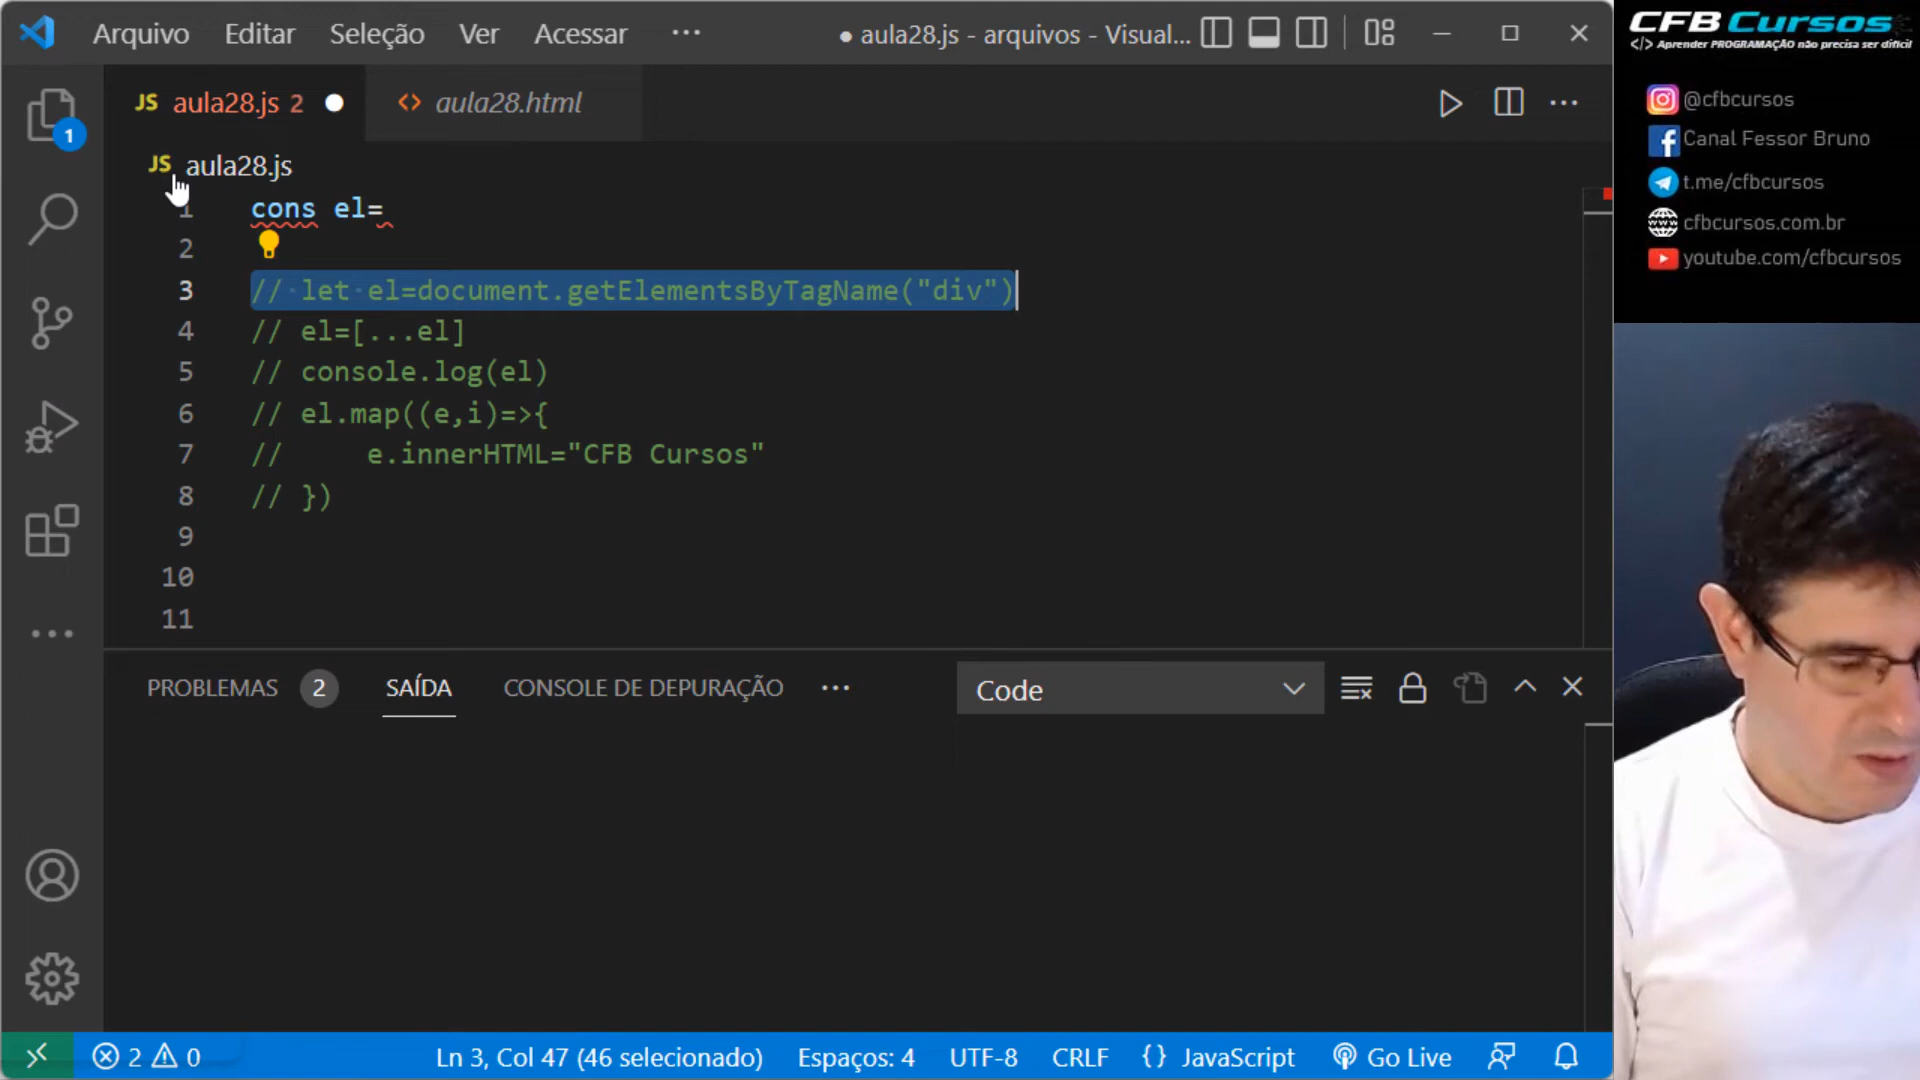 Arquivo Editar Seleção Ver Acessar ··· ● aula28.js - arquivos - Visual...
JS aula28.js 2 ● <> aula28.html
JS aula28.js
1 cons el=
2
3 // let el=document.getElementsByTagName("div")
4 // el=[...el]
5 // console.log(el)
6 // el.map((e,i)=>{
7 //     e.innerHTML="CFB Cursos"
8 // })
9
10
11
1
PROBLEMAS 2 SAÍDA CONSOLE DE DEPURAÇÃO ··· Code
2 0 Ln 3, Col 47 (46 selecionado) Espaços: 4 UTF-8 CRLF {} JavaScript Go Live
CFB Cursos
</> Aprender PROGRAMAÇÃO não precisa ser difícil
@cfbcursos
Canal Fessor Bruno
t.me/cfbcursos
cfbcursos.com.br
youtube.com/cfbcursos